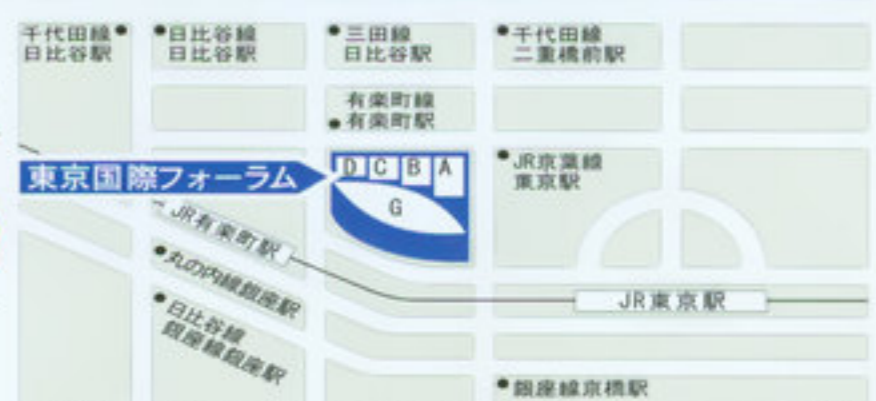 千代田線
日比谷駅
日比谷線
日比谷駅
三田線
日比谷駅
千代田線
二重橋前駅
有楽町線
有楽町駅
東京国際フォーラム
D C B A
G
JR京葉線
東京駅
JR有楽町駅
丸の内線銀座駅
日比谷線
銀座線銀座駅
JR東京駅
銀座線京橋駅